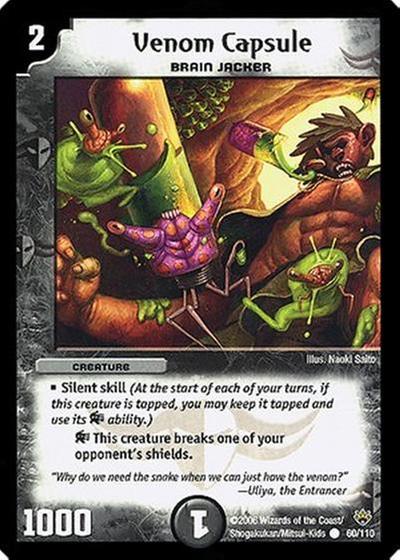 2
Venom Capsule
BRAIN JACKER
Illus. Naoki Saito
CREATURE
▪ Silent skill (At the start of each of your turns, if
this creature is tapped, you may keep it tapped and
use its ability.)
This creature breaks one of your
opponent's shields.
"Why do we need the snake when we can just have the venom?"
—Uliya, the Entrancer
1000
1
©2006 Wizards of the Coast/
Shogakukan/Mitsui-Kids ● 60/110